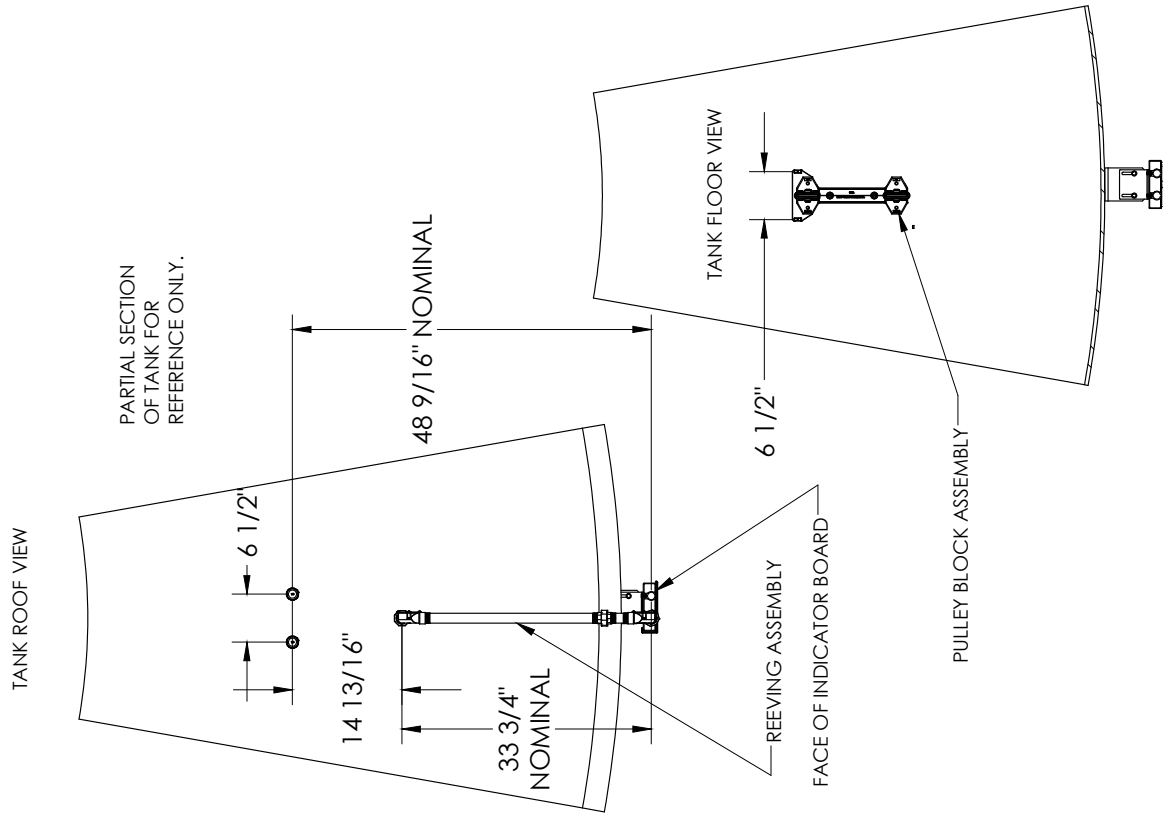 TANK ROOF VIEW
PARTIAL SECTION
OF TANK FOR
REFERENCE ONLY.
6 1/2"
48 9/16" NOMINAL
14 13/16"
33 3/4"
NOMINAL
REEVING ASSEMBLY
FACE OF INDICATOR BOARD
TANK FLOOR VIEW
6 1/2"
PULLEY BLOCK ASSEMBLY